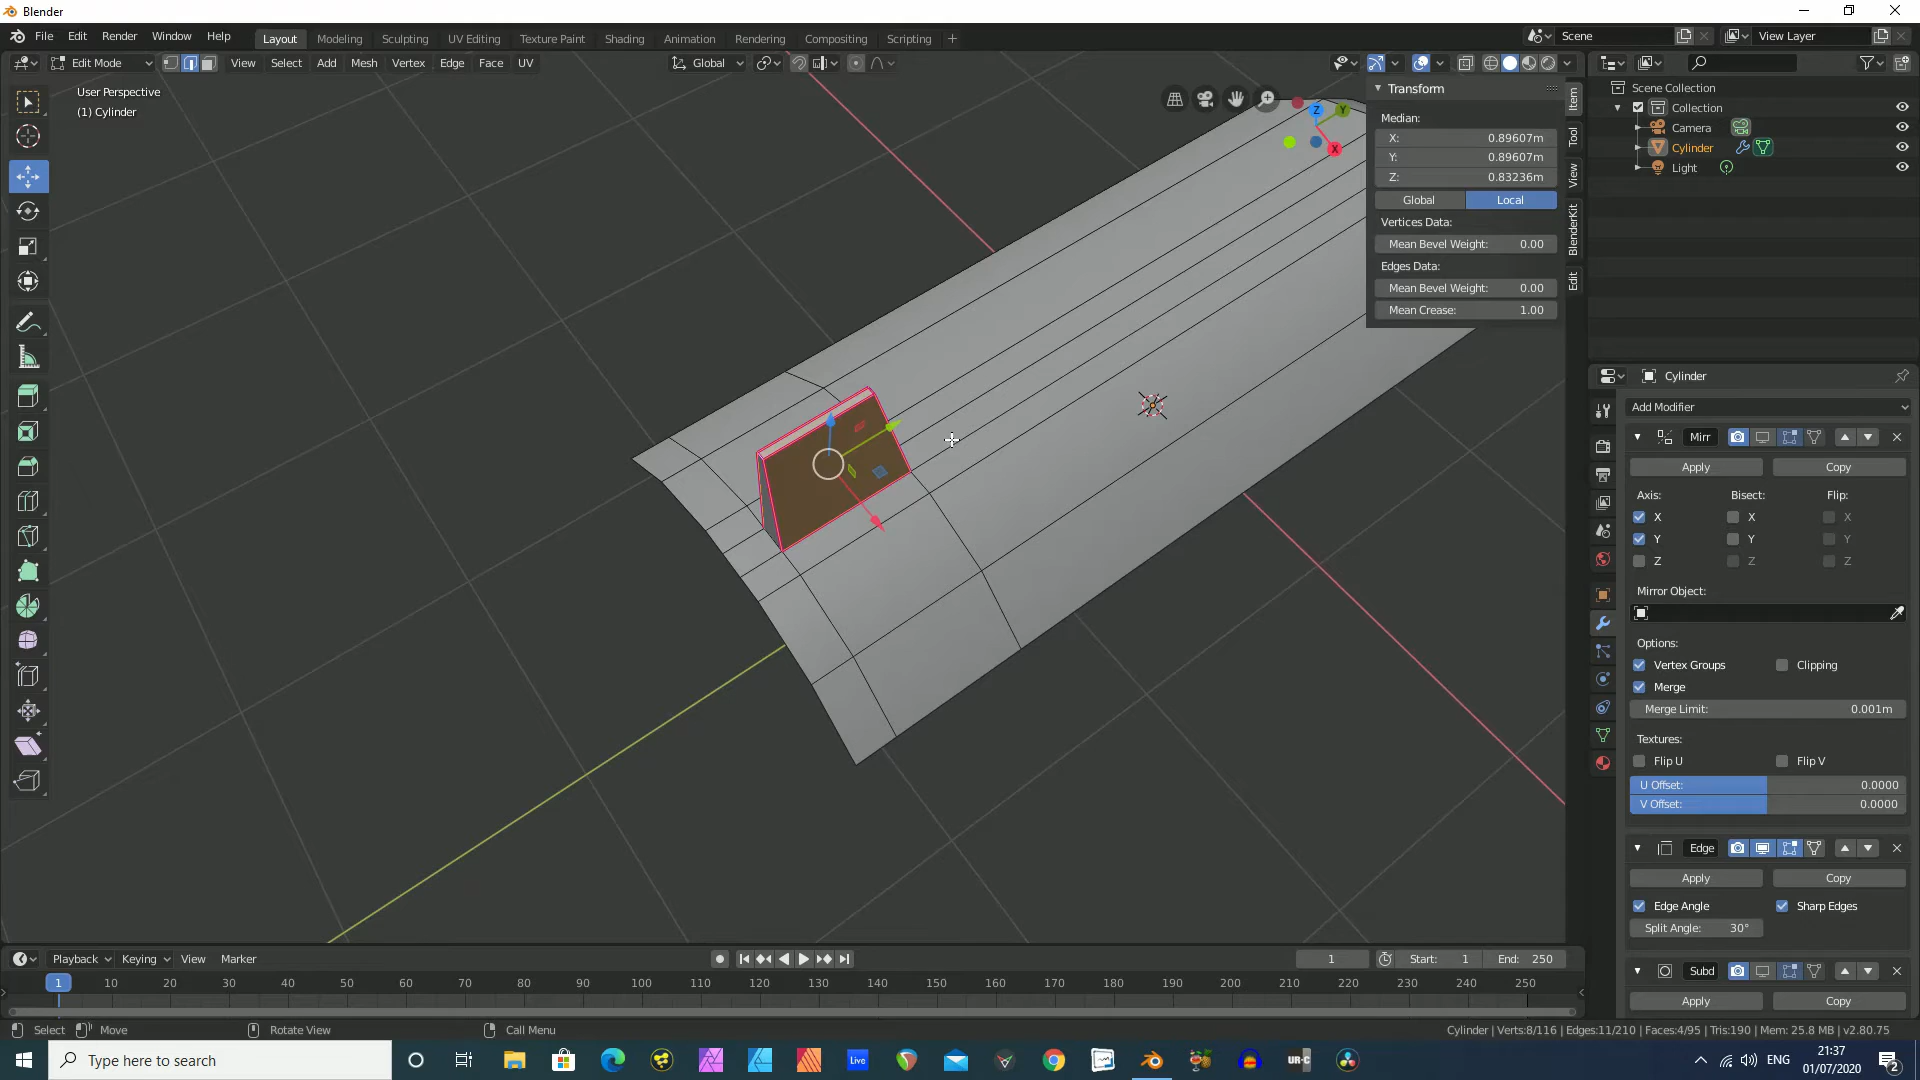 Blender
File Edit Render Window Help
Layout Modeling Sculpting UV Editing Texture Paint Shading Animation Rendering Compositing Scripting
Scene
View Layer
Edit Mode
View Select Add Mesh Vertex Edge Face UV
Global
User Perspective
(1) Cylinder
Z
Y
X
Transform
Median:
X: 0.89607m
Y: 0.89607m
Z: 0.83236m
Global Local
Vertices Data:
Mean Bevel Weight: 0.00
Edges Data:
Mean Bevel Weight: 0.00
Mean Crease: 1.00
Item
Tool
View
BlenderKit
Edit
Scene Collection
Collection
Camera
Cylinder
Light
Cylinder
Add Modifier
Mirr
Apply Copy
Axis: Bisect: Flip:
X X X
Y Y Y
Z Z Z
Mirror Object:
Options:
Vertex Groups Clipping
Merge
Merge Limit: 0.001m
Textures:
Flip U Flip V
U Offset: 0.0000
V Offset: 0.0000
Edge
Apply Copy
Edge Angle Sharp Edges
Split Angle: 30°
Subd
Apply Copy
Playback Keying View Marker
1
Start: 1 End: 250
1 10 20 30 40 50 60 70 80 90 100 110 120 130 140 150 160 170 180 190 200 210 220 230 240 250
Select Move Rotate View Call Menu
Cylinder | Verts:8/116 | Edges:11/210 | Faces:4/95 | Tris:190 | Mem: 25.8 MB | v2.80.75
Type here to search
Live
UR-C
ENG
21:37
01/07/2020
2